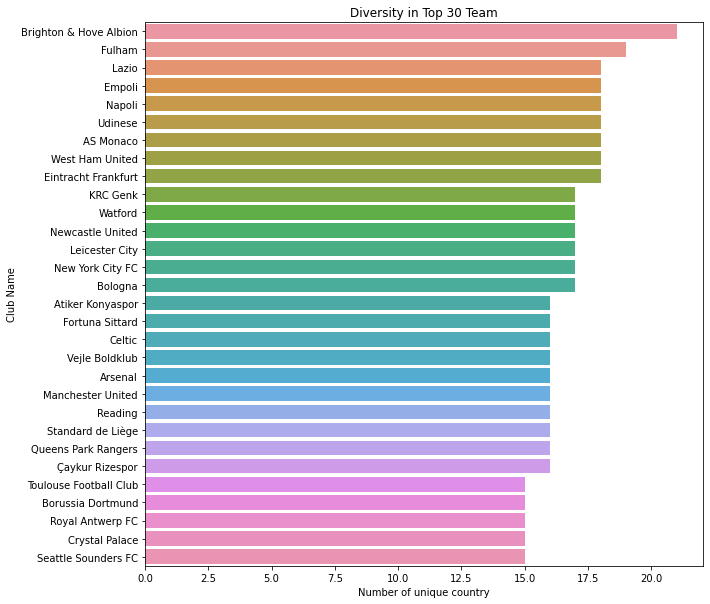 Diversity in Top 30 Team
Club Name
Brighton & Hove Albion
Fulham
Lazio
Empoli
Napoli
Udinese
AS Monaco
West Ham United
Eintracht Frankfurt
KRC Genk
Watford
Newcastle United
Leicester City
New York City FC
Bologna
Atiker Konyaspor
Fortuna Sittard
Celtic
Vejle Boldklub
Arsenal
Manchester United
Reading
Standard de Liège
Queens Park Rangers
Çaykur Rizespor
Toulouse Football Club
Borussia Dortmund
Royal Antwerp FC
Crystal Palace
Seattle Sounders FC
0.0 2.5 5.0 7.5 10.0 12.5 15.0 17.5 20.0
Number of unique country